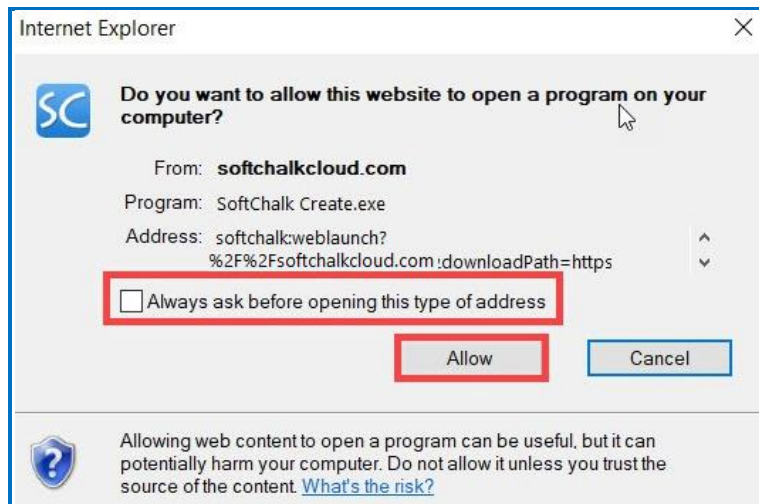 Internet Explorer
SC
Do you want to allow this website to open a program on your
computer?
From: softchalkcloud.com
Program: SoftChalk Create.exe
Address: softchalk:weblaunch?
%2F%2Fsoftchalkcloud.com:downloadPath=https
Always ask before opening this type of address
Allow Cancel
Allowing web content to open a program can be useful, but it can
potentially harm your computer. Do not allow it unless you trust the
source of the content. What's the risk?